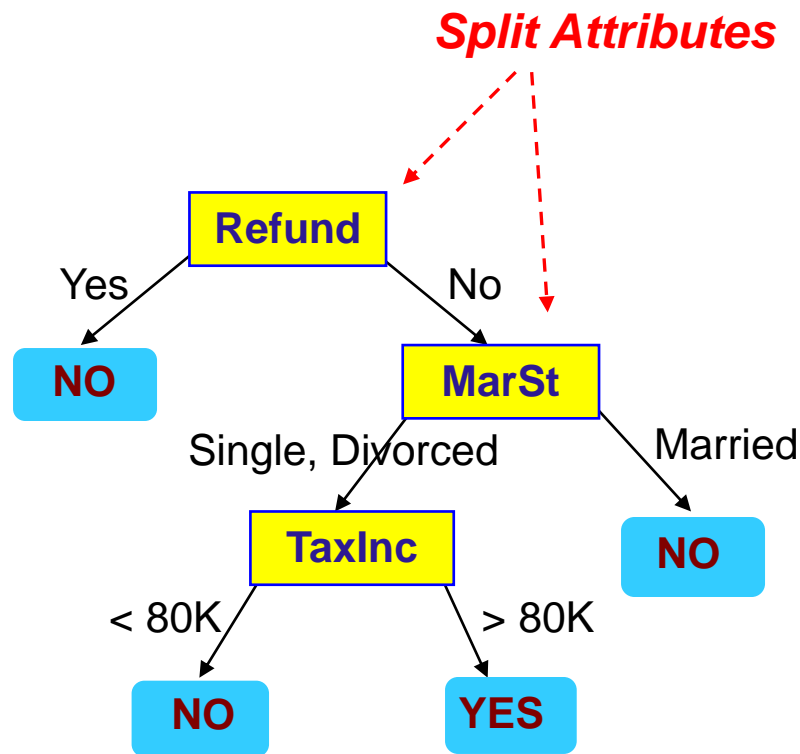 Split Attributes
Refund
Yes
No
NO
MarSt
Single, Divorced
Married
TaxInc
NO
< 80K
> 80K
NO
YES